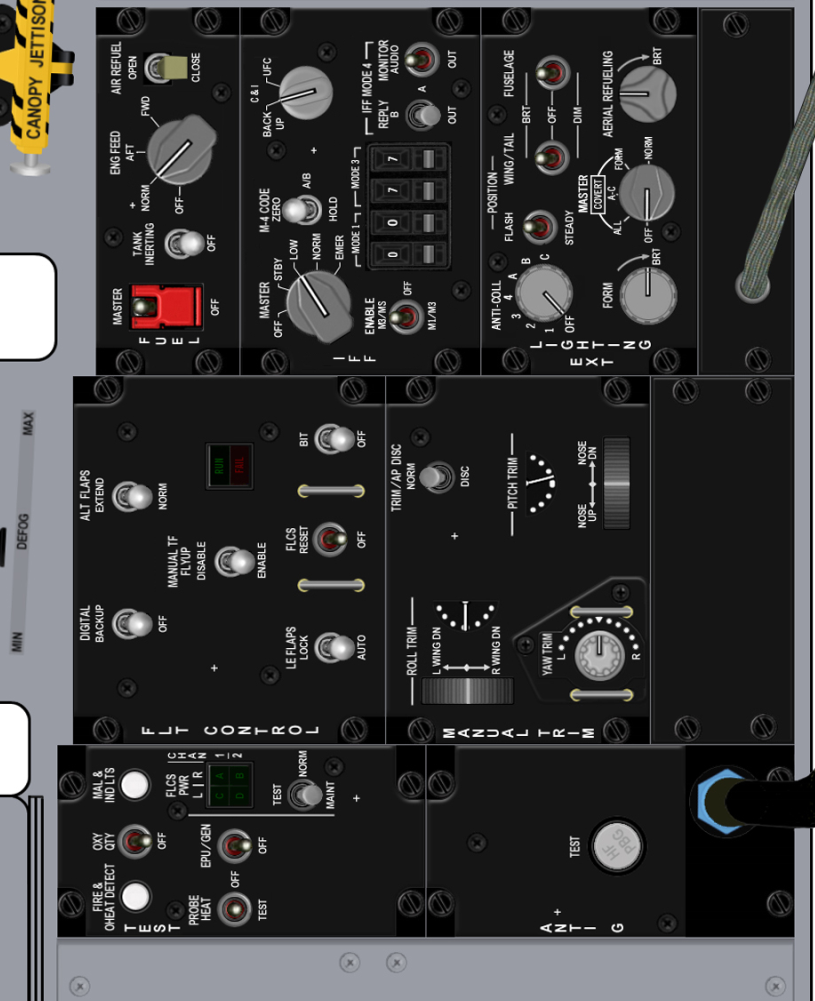 CANOPY JETTISON
AIR REFUEL
OPEN
CLOSE
ENG FEED
OFF
NORM
AFT
FWD
TANK
INERTING
OFF
MASTER
OFF
FUEL
C & I
BACK
UP
UFC
IFF MODE 4
MONITOR
AUDIO
OUT
REPLY
B
A
OUT
M-4 CODE
ZERO
A/B
HOLD
MODE 1
MODE 3
0 0 7 7
MASTER
OFF
STBY
LOW
NORM
EMER
ENABLE
M3/MS
OFF
M1/M3
IFF
POSITION
FUSELAGE
WING/TAIL
BRT
OFF
DIM
FLASH
STEADY
AERIAL REFUELING
BRT
MASTER
COVERT
ALL
A-C
FORM
OFF
NORM
ANTI-COLL
OFF
1
2
3
4
A
B
C
FORM
BRT
LIGHTING
EXT
MIN
DEFOG
MAX
ALT FLAPS
EXTEND
NORM
RUN
FAIL
BIT
OFF
MANUAL TF
FLYUP
DISABLE
ENABLE
FLCS
RESET
OFF
DIGITAL
BACKUP
OFF
LE FLAPS
LOCK
AUTO
FLT CONTROL
TRIM/AP DISC
NORM
DISC
PITCH TRIM
NOSE
UP
NOSE
DN
ROLL TRIM
L WING DN
R WING DN
YAW TRIM
L
R
MANUAL TRIM
MAL &
IND LTS
FLCS
PWR
L I R
CHAN
1
2
C A
D B
TEST
NORM
MAINT
OXY
QTY
OFF
EPU/GEN
OFF
FIRE &
OHEAT DETECT
PROBE
HEAT
OFF
TEST
TEST
TEST
HF
PBG
ANTI G